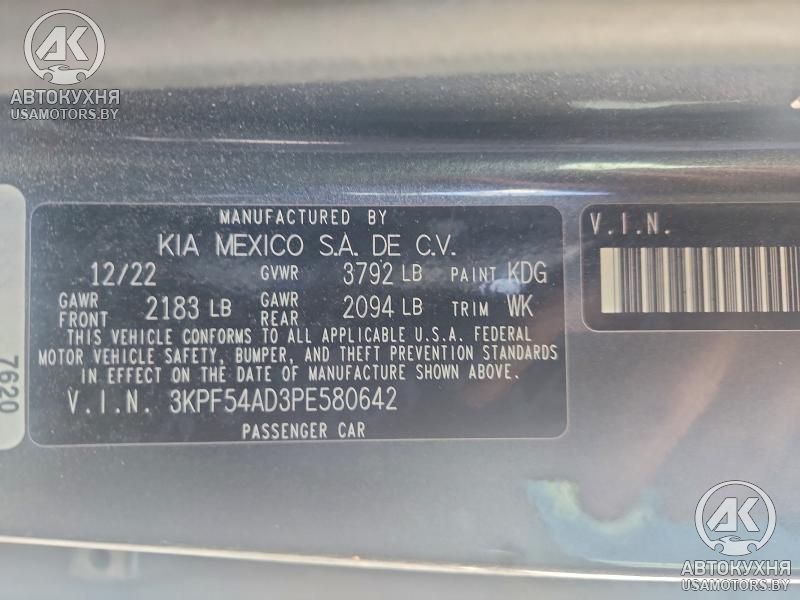 AK
АВТОКУХНЯ
USAMOTORS.BY
MANUFACTURED BY
KIA MEXICO S.A. DE C.V.
12/22 GVWR 3792 LB PAINT KDG
GAWR FRONT 2183 LB GAWR REAR 2094 LB TRIM WK
THIS VEHICLE CONFORMS TO ALL APPLICABLE U.S.A. FEDERAL
MOTOR VEHICLE SAFETY, BUMPER, AND THEFT PREVENTION STANDARDS
IN EFFECT ON THE DATE OF MANUFACTURE SHOWN ABOVE.
V.I.N. 3KPF54AD3PE580642
PASSENGER CAR
V.I.N.
7620
AK
АВТОКУХНЯ
USAMOTORS.BY